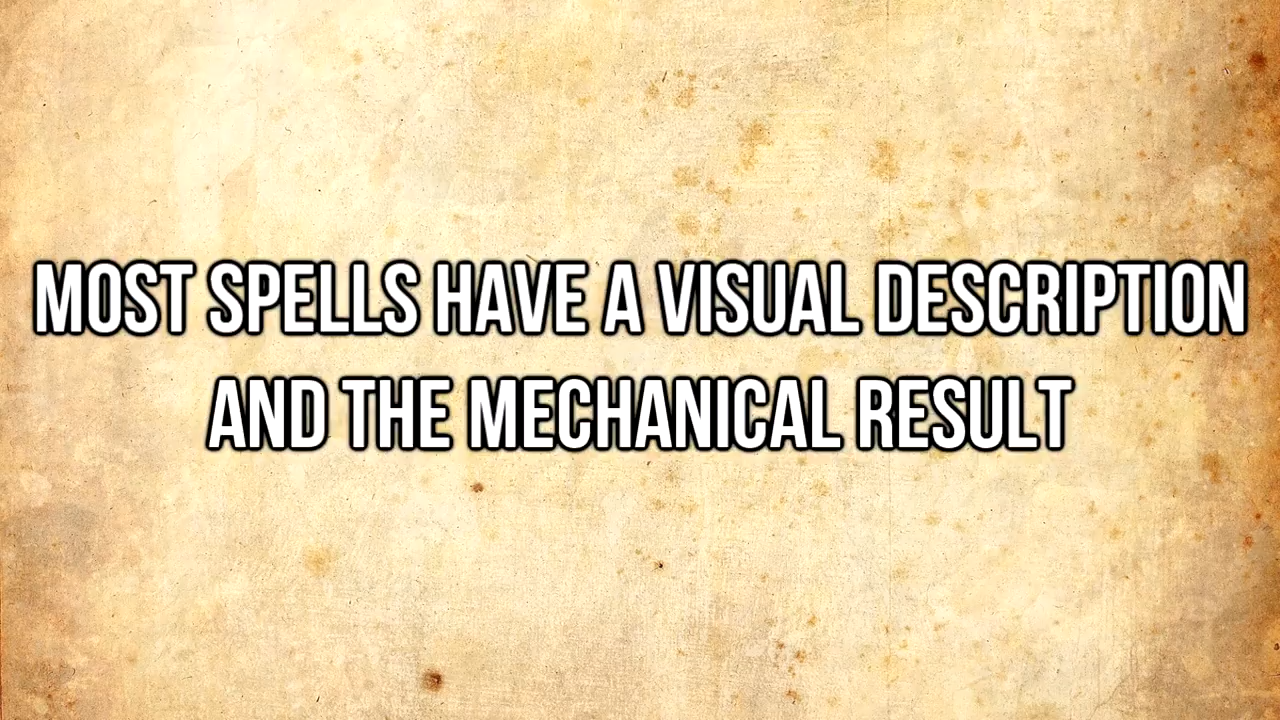 MOST SPELLS HAVE A VISUAL DESCRIPTION
AND THE MECHANICAL RESULT